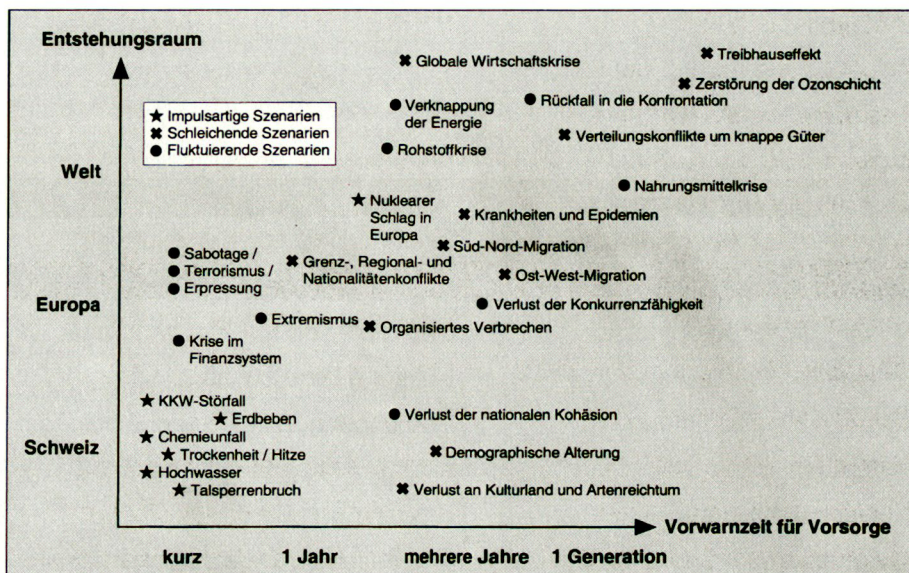 Entstehungsraum
★ Impulsartige Szenarien
✖ Schleichende Szenarien
● Fluktuierende Szenarien
Globale Wirtschaftskrise
Treibhauseffekt
Zerstörung der Ozonschicht
Verknappung
der Energie
Rückfall in die Konfrontation
Rohstoffkrise
Verteilungskonflikte um knappe Güter
Welt
Nahrungsmittelkrise
Nuklearer
Schlag in
Europa
Krankheiten und Epidemien
Süd-Nord-Migration
Sabotage /
Terrorismus /
Erpressung
Grenz-, Regional- und
Nationalitätenkonflikte
Ost-West-Migration
Europa
Verlust der Konkurrenzfähigkeit
Extremismus
Organisiertes Verbrechen
Krise im
Finanzsystem
KKW-Störfall
Erdbeben
Verlust der nationalen Kohäsion
Chemieunfall
Schweiz
Trockenheit / Hitze
Demographische Alterung
Hochwasser
Talsperrenbruch
Verlust an Kulturland und Artenreichtum
Vorwarnzeit für Vorsorge
kurz
1 Jahr
mehrere Jahre
1 Generation